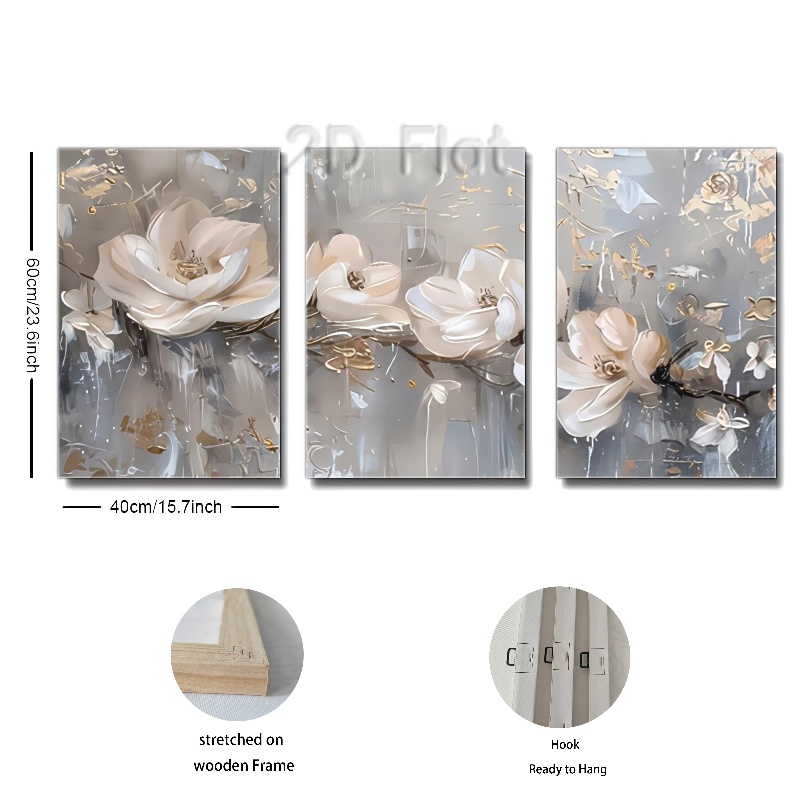 2D Flat
60cm/23.6inch
40cm/15.7inch
stretched on
wooden Frame
Hook
Ready to Hang